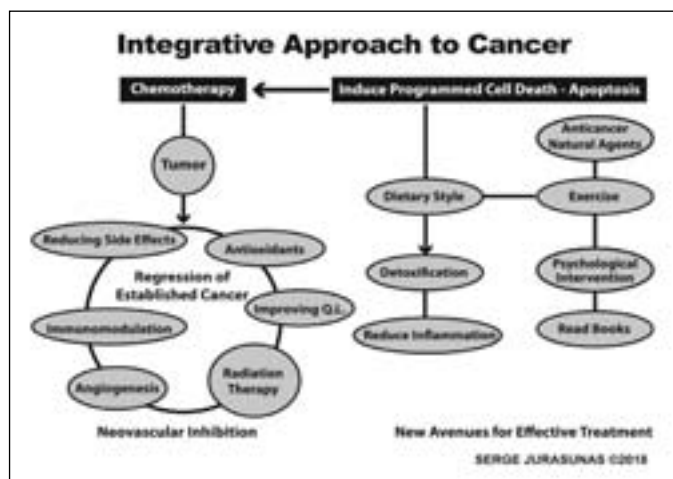 Integrative Approach to Cancer
Chemotherapy
Induce Programmed Cell Death - Apoptosis
Tumor
Anticancer
Natural Agents
Dietary Style
Exercise
Reducing Side Effects
Antioxidants
Regression of
Established Cancer
Detoxification
Psychological
Intervention
Improving Q.L.
Immunomodulation
Reduce Inflammation
Read Books
Radiation
Therapy
Angiogenesis
Neovascular Inhibition
New Avenues for Effective Treatment
SERGE JURASUNAS ©2018